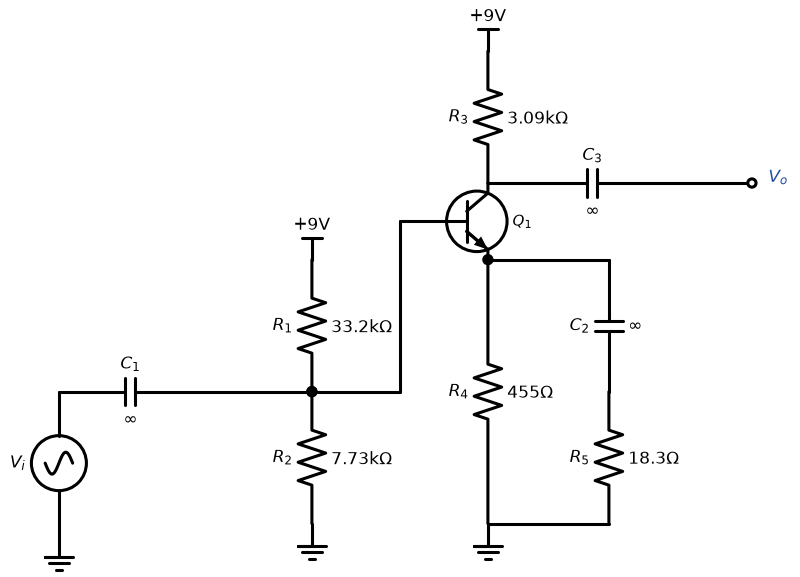 +9V
R₃ 3.09kΩ
C₃
∞
Vₒ
Q₁
+9V
R₁ 33.2kΩ
C₂ ∞
C₁
∞
R₄ 455Ω
Vᵢ
R₂ 7.73kΩ
R₅ 18.3Ω